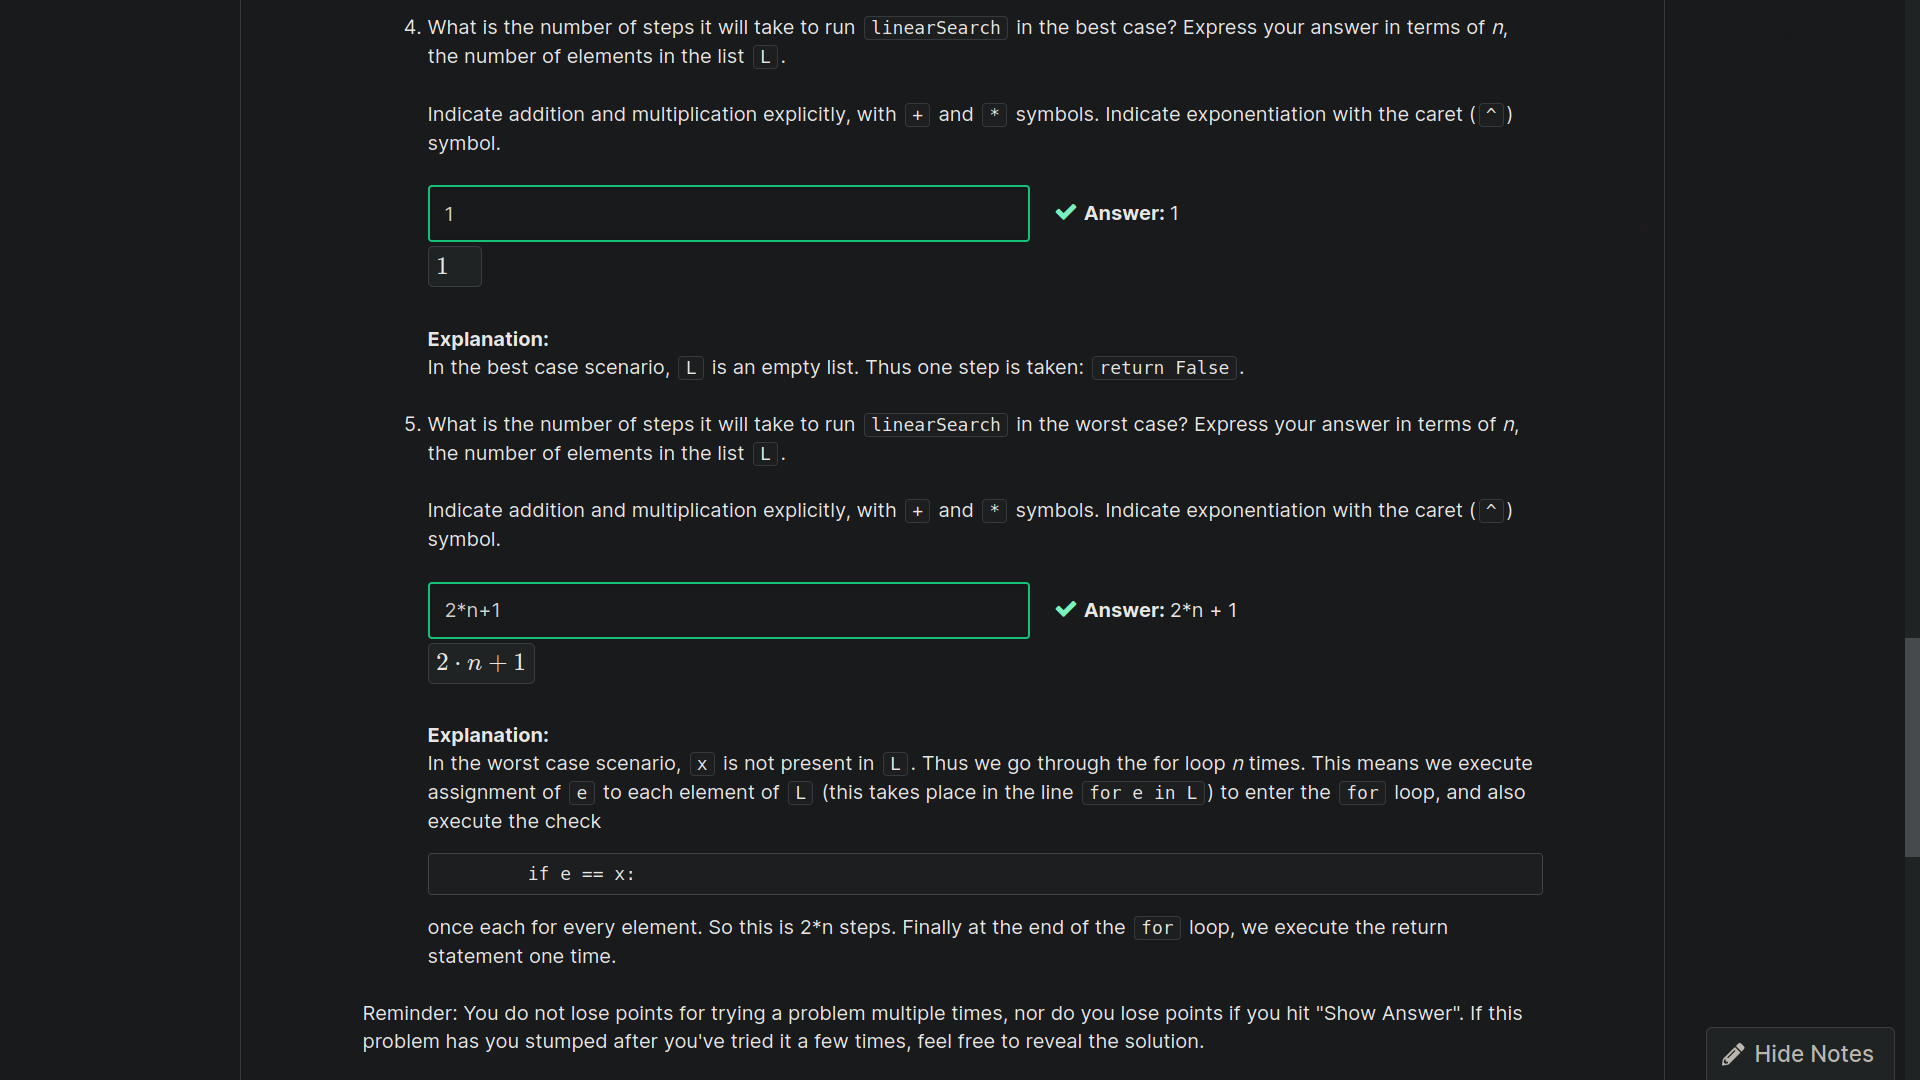 4. What is the number of steps it will take to run linearSearch in the best case? Express your answer in terms of n,
the number of elements in the list L.
Indicate addition and multiplication explicitly, with + and * symbols. Indicate exponentiation with the caret (^)
symbol.
1
Answer: 1
1
Explanation:
In the best case scenario, L is an empty list. Thus one step is taken: return False.
5. What is the number of steps it will take to run linearSearch in the worst case? Express your answer in terms of n,
the number of elements in the list L.
Indicate addition and multiplication explicitly, with + and * symbols. Indicate exponentiation with the caret (^)
symbol.
2*n+1
Answer: 2*n + 1
2 · n + 1
Explanation:
In the worst case scenario, x is not present in L. Thus we go through the for loop n times. This means we execute
assignment of e to each element of L (this takes place in the line for e in L) to enter the for loop, and also
execute the check
if e == x:
once each for every element. So this is 2*n steps. Finally at the end of the for loop, we execute the return
statement one time.
Reminder: You do not lose points for trying a problem multiple times, nor do you lose points if you hit "Show Answer". If this
problem has you stumped after you've tried it a few times, feel free to reveal the solution.
Hide Notes